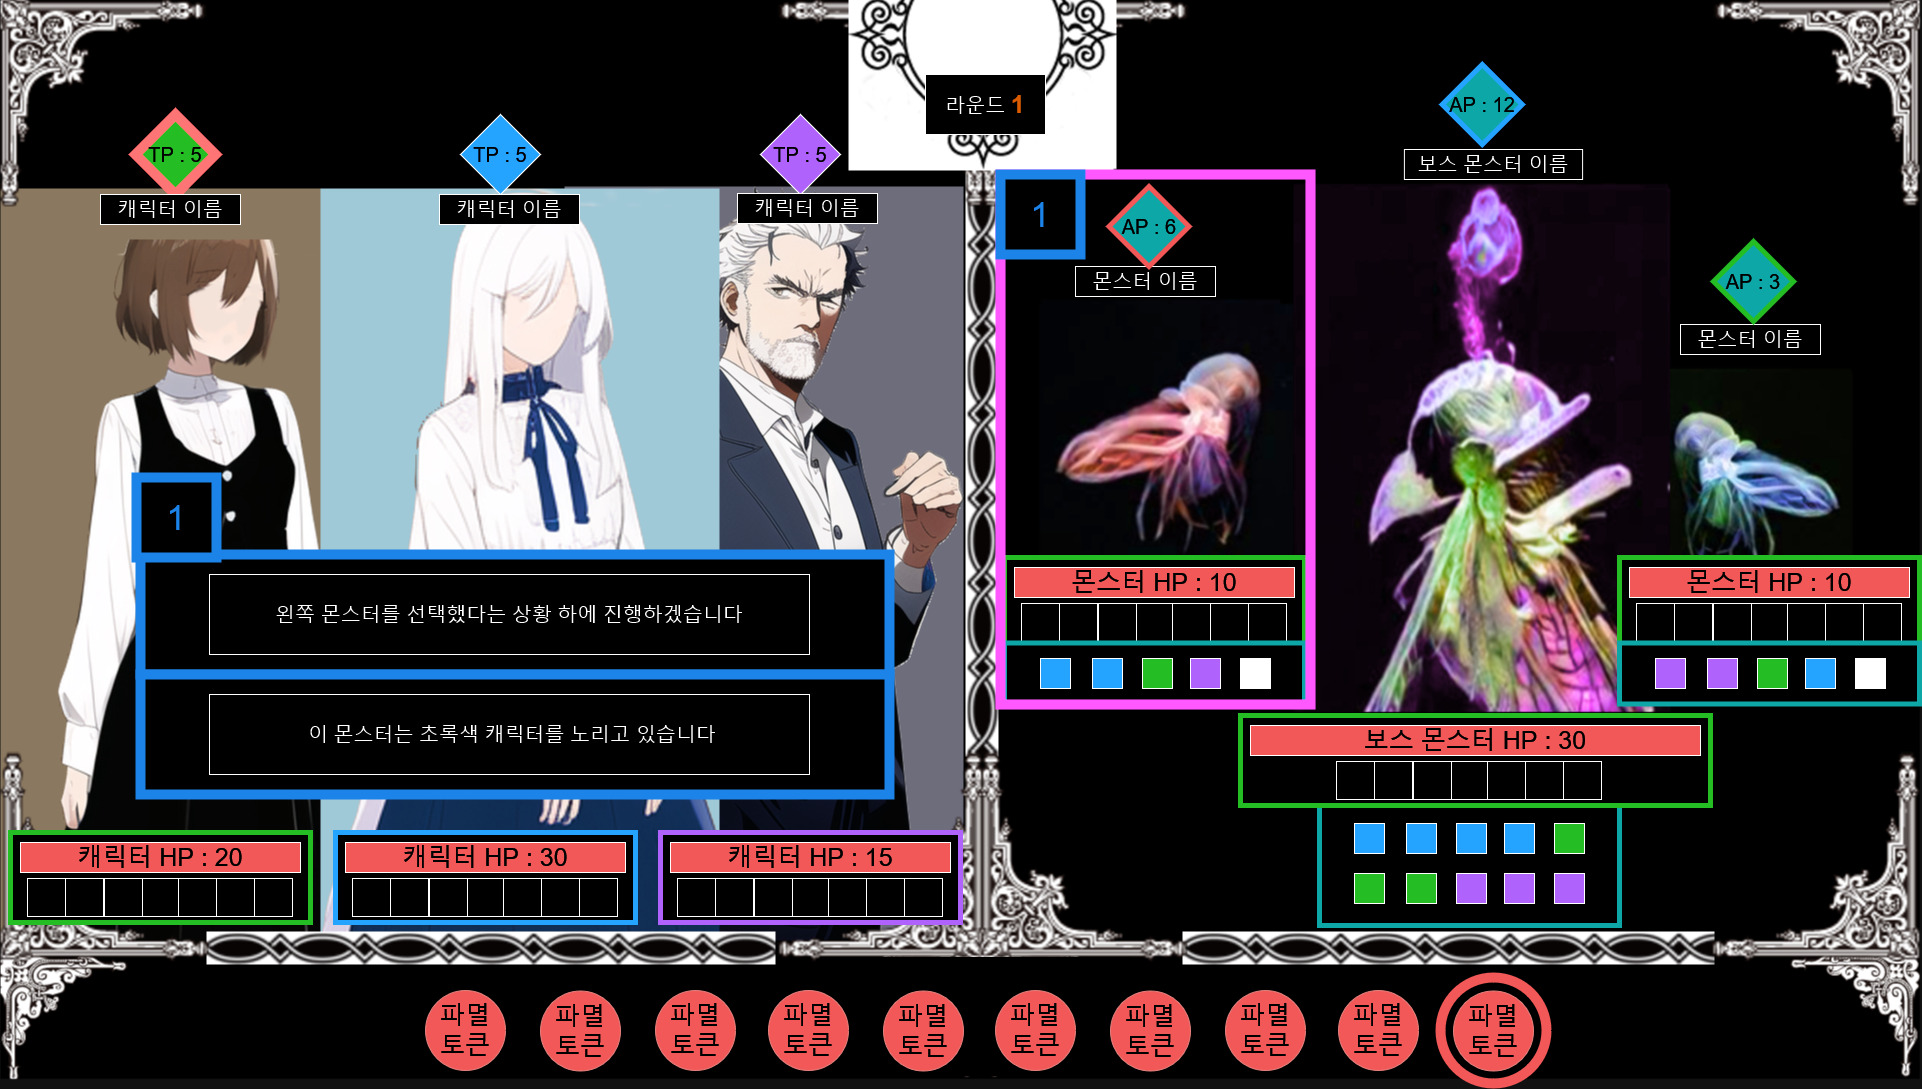 라운드 1
TP : 5
TP : 5
TP : 5
캐릭터 이름
캐릭터 이름
캐릭터 이름
AP : 12
보스 몬스터 이름
1
AP : 6
몬스터 이름
AP : 3
몬스터 이름
1
왼쪽 몬스터를 선택했다는 상황 하에 진행하겠습니다
이 몬스터는 초록색 캐릭터를 노리고 있습니다
몬스터 HP : 10
몬스터 HP : 10
보스 몬스터 HP : 30
캐릭터 HP : 20
캐릭터 HP : 30
캐릭터 HP : 15
파멸
토큰
파멸
토큰
파멸
토큰
파멸
토큰
파멸
토큰
파멸
토큰
파멸
토큰
파멸
토큰
파멸
토큰
파멸
토큰